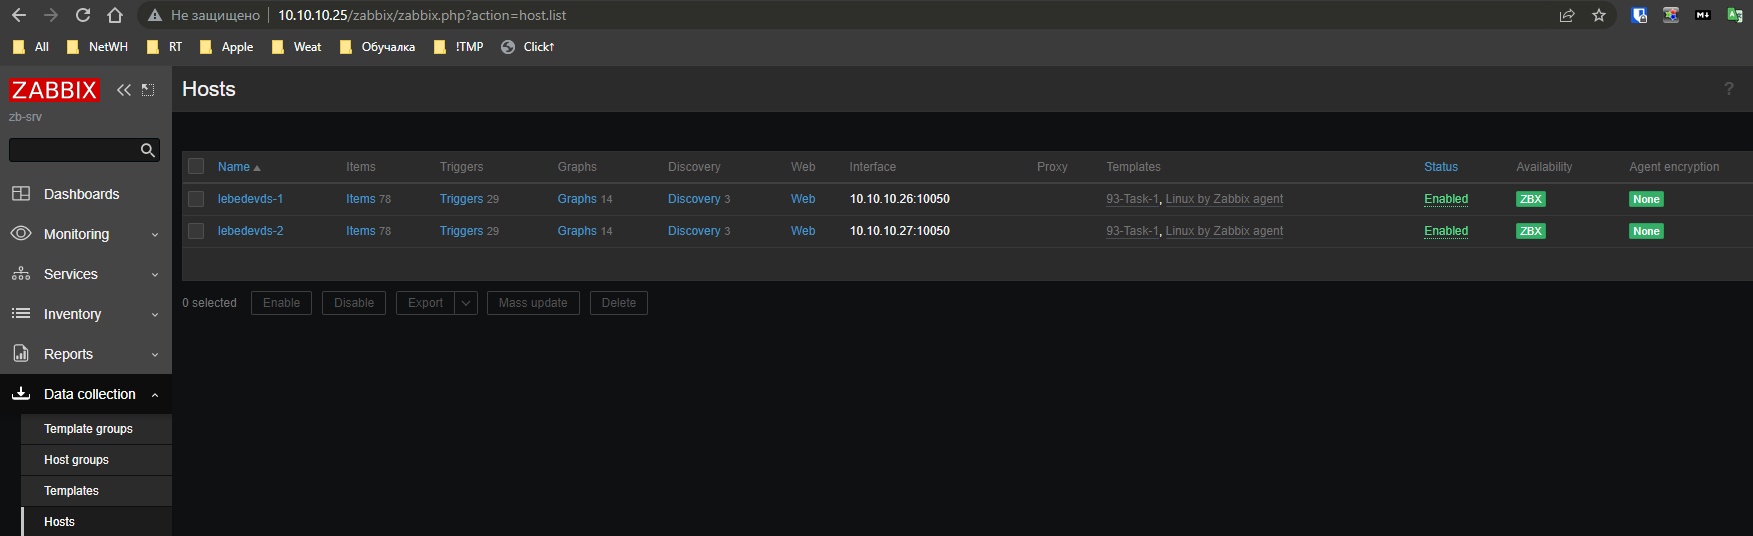 Не защищено 10.10.10.25/zabbix/zabbix.php?action=host.list
All NetWH RT Apple Weat Обучалка !TMP Click↑
ZABBIX
zb-srv
Dashboards
Monitoring
Services
Inventory
Reports
Data collection
Template groups
Host groups
Templates
Hosts
Hosts ?
Name Items Triggers Graphs Discovery Web Interface Proxy Templates Status Availability Agent encryption
lebedevds-1 Items 78 Triggers 29 Graphs 14 Discovery 3 Web 10.10.10.26:10050 93-Task-1, Linux by Zabbix agent Enabled ZBX None
lebedevds-2 Items 78 Triggers 29 Graphs 14 Discovery 3 Web 10.10.10.27:10050 93-Task-1, Linux by Zabbix agent Enabled ZBX None
0 selected Enable Disable Export Mass update Delete